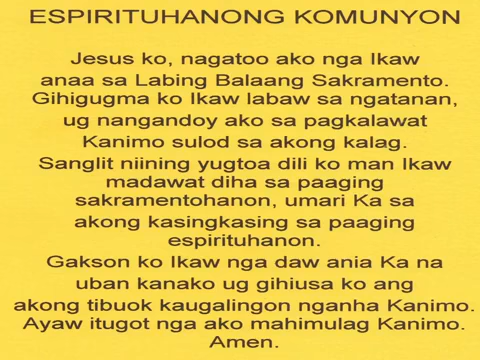 ESPIRITUHANONG KOMUNYON
Jesus ko, nagatoo ako nga Ikaw
anaa sa Labing Balaang Sakramento.
Gihigugma ko Ikaw labaw sa ngatanan,
ug nangandoy ako sa pagkalawat
Kanimo sulod sa akong kalag.
Sanglit niining yugtoa dili ko man Ikaw
madawat diha sa paaging
sakramentohanon, umari Ka sa
akong kasingkasing sa paaging
espirituhanon.
Gakson ko Ikaw nga daw ania Ka na
uban kanako ug gihiusa ko ang
akong tibuok kaugalingon nganha Kanimo.
Ayaw itugot nga ako mahimulag Kanimo.
Amen.